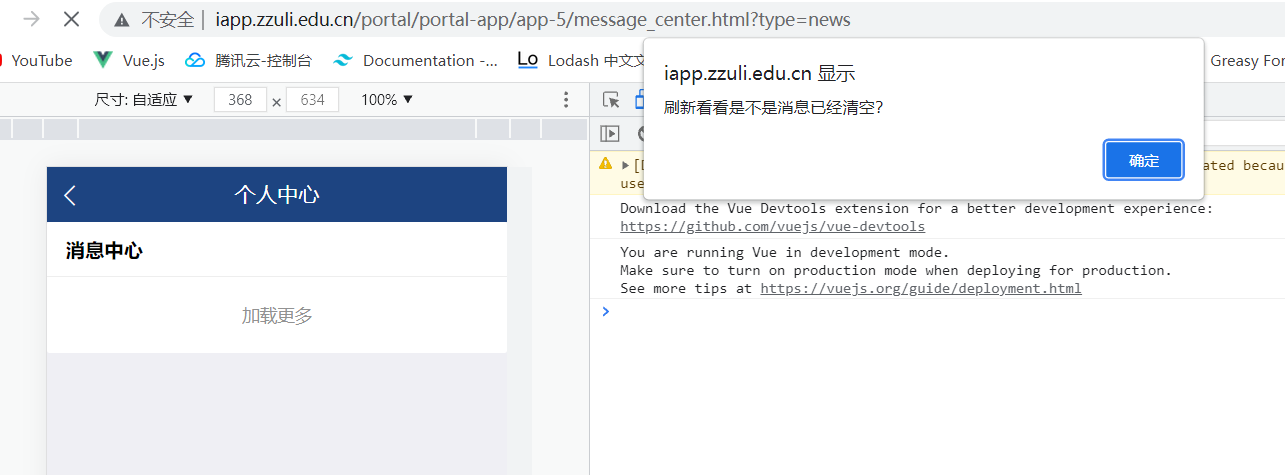 不安全 | iapp.zzuli.edu.cn/portal/portal-app/app-5/message_center.html?type=news
YouTube Vue.js 腾讯云-控制台 Documentation -... Lo Lodash 中文文 Greasy For
iapp.zzuli.edu.cn 显示
刷新看看是不是消息已经清空？
确定
尺寸: 自适应 ▼ 368 × 634 100% ▼
个人中心
消息中心
加载更多
ated becau
use
Download the Vue Devtools extension for a better development experience:
https://github.com/vuejs/vue-devtools
You are running Vue in development mode.
Make sure to turn on production mode when deploying for production.
See more tips at https://vuejs.org/guide/deployment.html